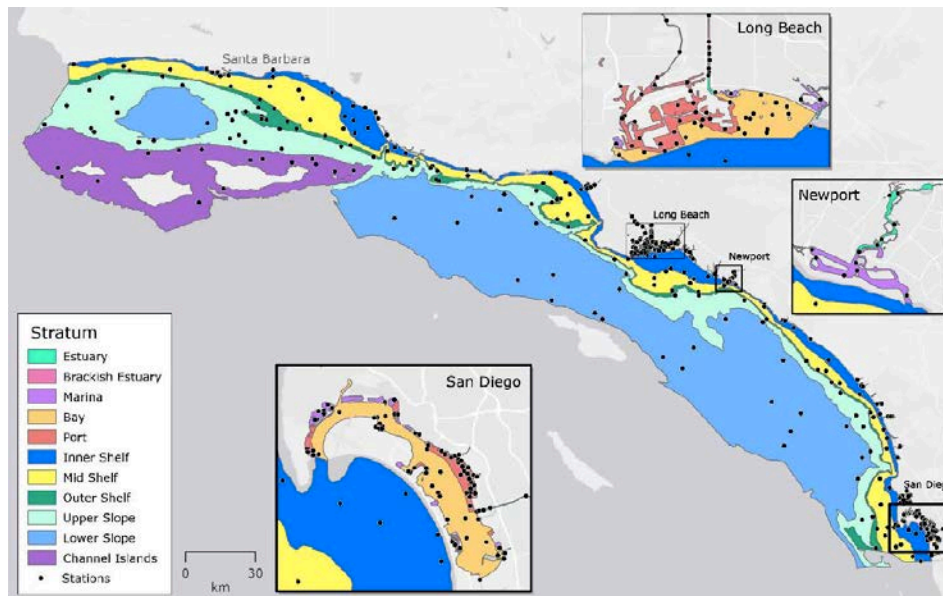 Santa Barbara
Long Beach
Newport
Long Beach
Newport
Stratum
Estuary
Brackish Estuary
Marina
Bay
Port
Inner Shelf
Mid Shelf
Outer Shelf
Upper Slope
Lower Slope
Channel Islands
Stations
0 30
km
San Diego
San Dieg